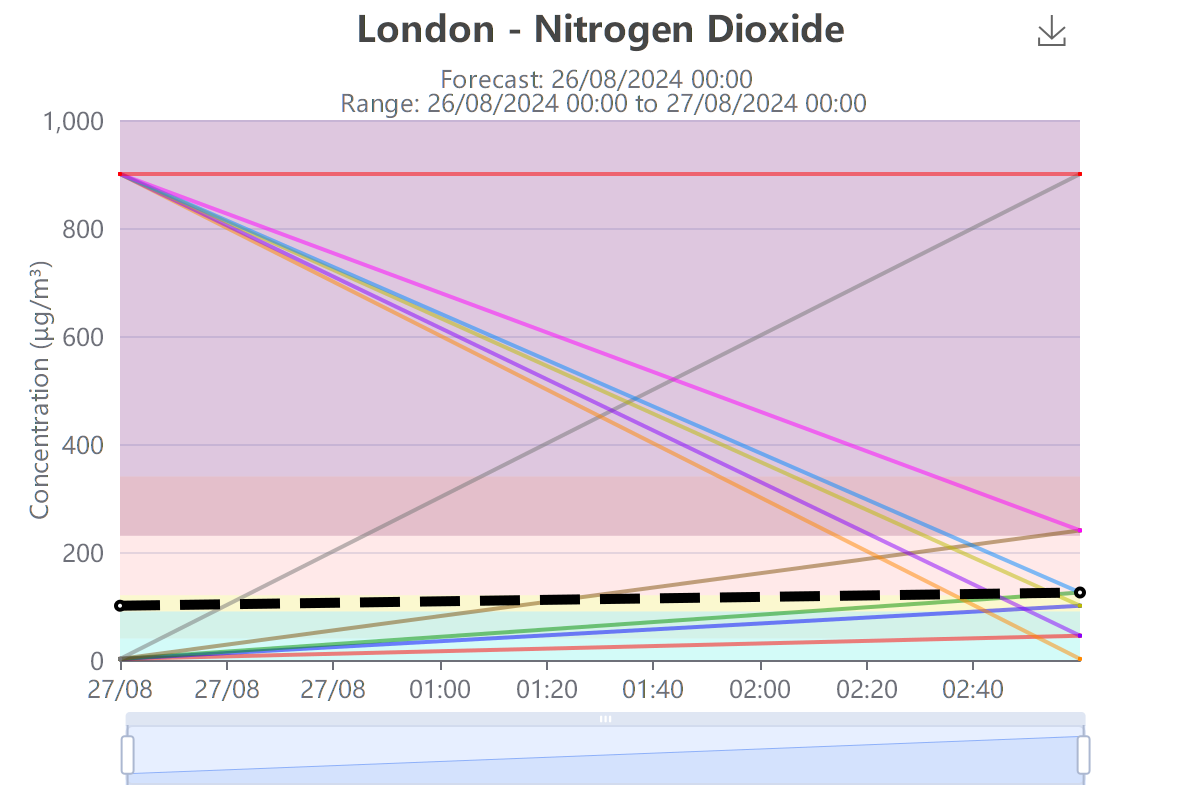 London - Nitrogen Dioxide
Forecast: 26/08/2024 00:00
Range: 26/08/2024 00:00 to 27/08/2024 00:00
Concentration (µg/m³)
1,000
800
600
400
200
0
27/08 27/08 27/08 01:00 01:20 01:40 02:00 02:20 02:40